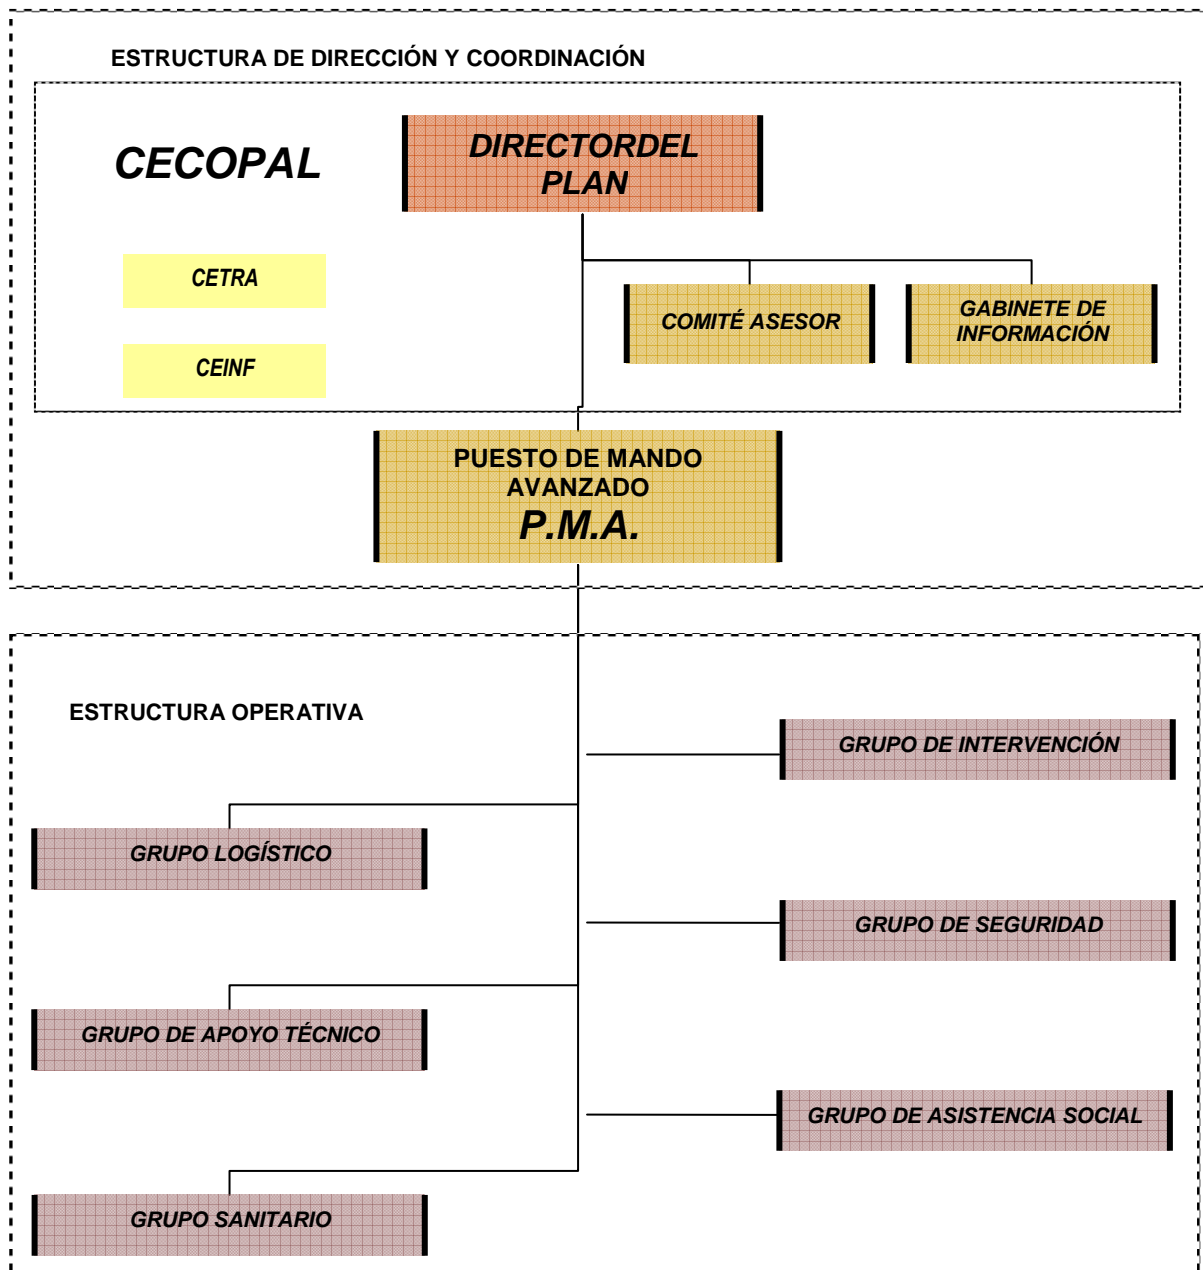 ESTRUCTURA DE DIRECCIÓN Y COORDINACIÓN
CECOPAL
DIRECTORDEL
PLAN
CETRA
CEINF
COMITÉ ASESOR
GABINETE DE
INFORMACIÓN
PUESTO DE MANDO
AVANZADO
P.M.A.
ESTRUCTURA OPERATIVA
GRUPO DE INTERVENCIÓN
GRUPO LOGÍSTICO
GRUPO DE SEGURIDAD
GRUPO DE APOYO TÉCNICO
GRUPO DE ASISTENCIA SOCIAL
GRUPO SANITARIO